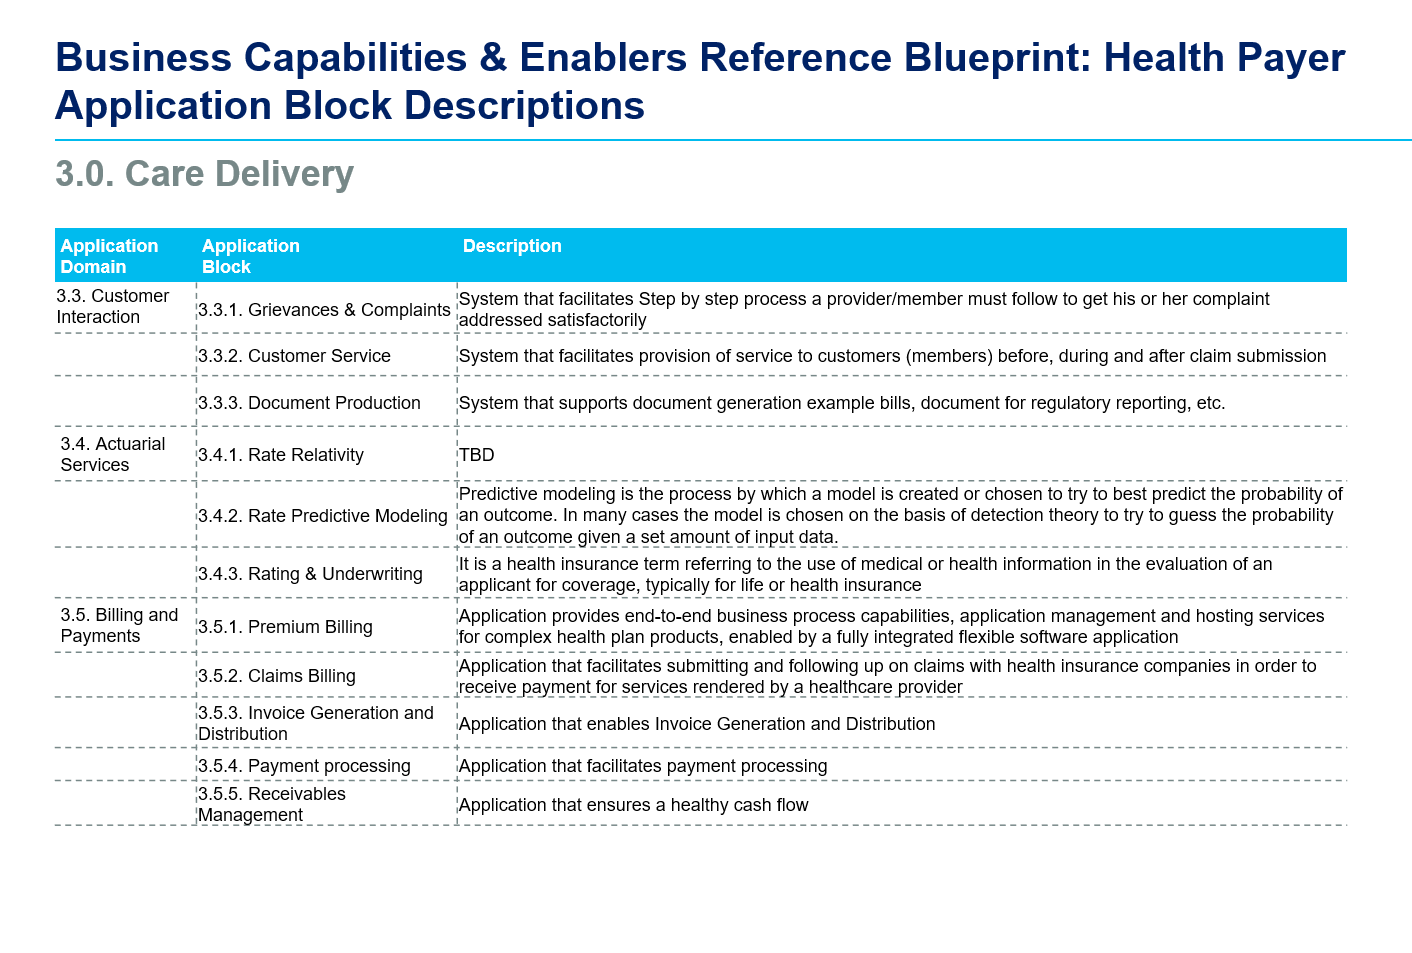 Business Capabilities & Enablers Reference Blueprint: Health Payer
Application Block Descriptions
3.0. Care Delivery
Application
Domain
Application
Block
Description
3.3. Customer
Interaction
3.3.1. Grievances & Complaints
System that facilitates Step by step process a provider/member must follow to get his or her complaint
addressed satisfactorily
3.3.2. Customer Service
System that facilitates provision of service to customers (members) before, during and after claim submission
3.3.3. Document Production
System that supports document generation example bills, document for regulatory reporting, etc.
3.4. Actuarial
Services
3.4.1. Rate Relativity
TBD
3.4.2. Rate Predictive Modeling
Predictive modeling is the process by which a model is created or chosen to try to best predict the probability of
an outcome. In many cases the model is chosen on the basis of detection theory to try to guess the probability
of an outcome given a set amount of input data.
3.4.3. Rating & Underwriting
It is a health insurance term referring to the use of medical or health information in the evaluation of an
applicant for coverage, typically for life or health insurance
3.5. Billing and
Payments
3.5.1. Premium Billing
Application provides end-to-end business process capabilities, application management and hosting services
for complex health plan products, enabled by a fully integrated flexible software application
3.5.2. Claims Billing
Application that facilitates submitting and following up on claims with health insurance companies in order to
receive payment for services rendered by a healthcare provider
3.5.3. Invoice Generation and
Distribution
Application that enables Invoice Generation and Distribution
3.5.4. Payment processing
Application that facilitates payment processing
3.5.5. Receivables
Management
Application that ensures a healthy cash flow